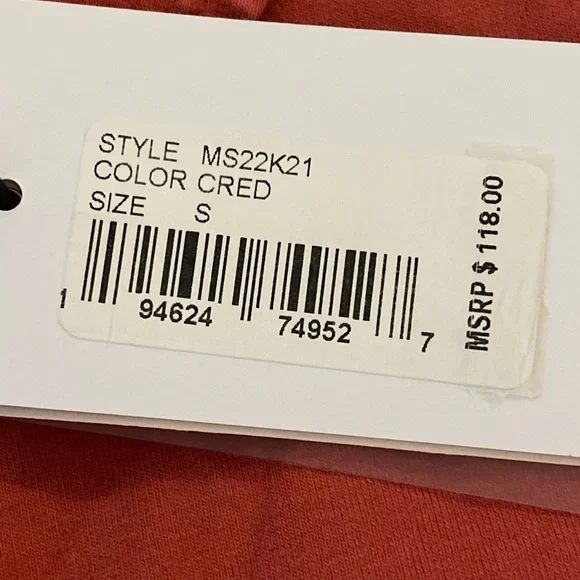 STYLE MS22K21
COLOR CRED
SIZE S
1 94624 74952 7
MSRP $ 118.00